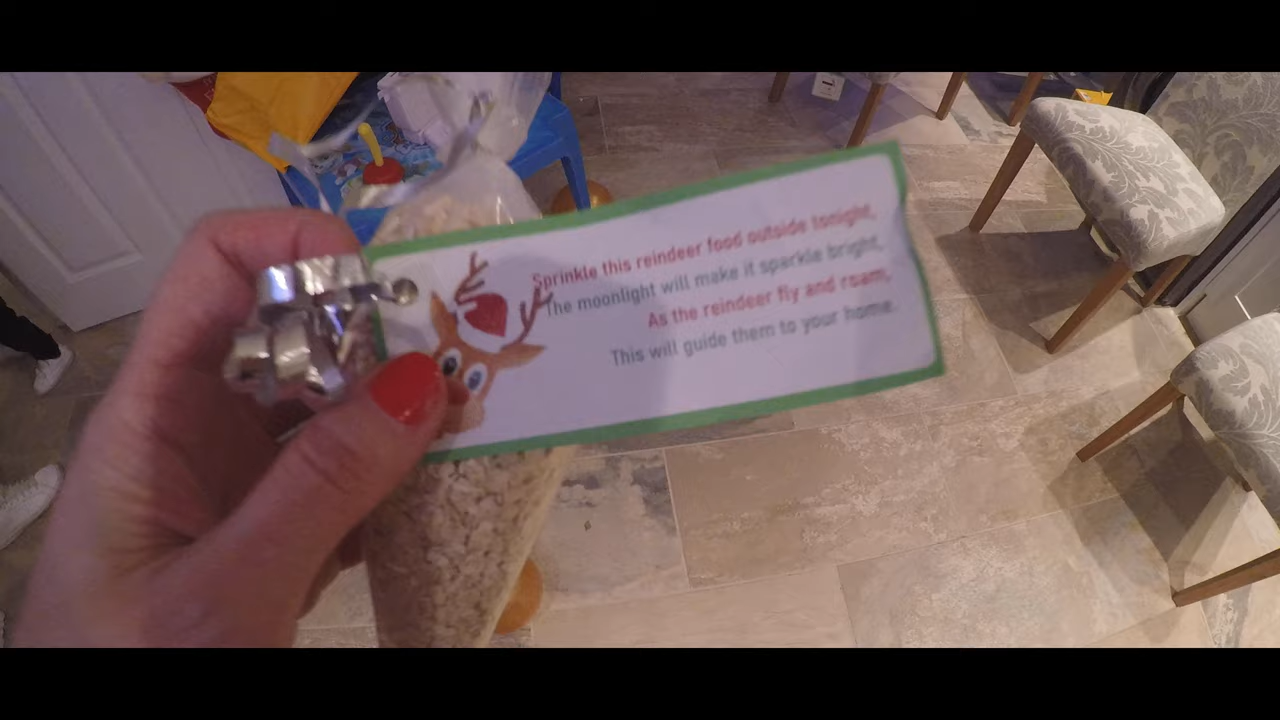 Sprinkle this reindeer food outside tonight,
The moonlight will make it sparkle bright,
As the reindeer fly and roam,
This will guide them to your home.